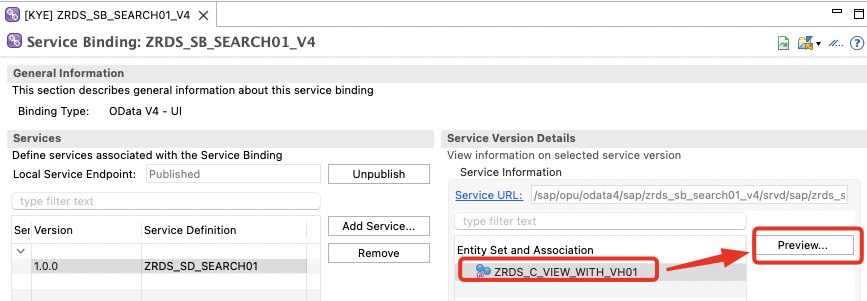 [KYE] ZRDS_SB_SEARCH01_V4
Service Binding: ZRDS_SB_SEARCH01_V4
General Information
This section describes general information about this service binding
Binding Type: OData V4 - UI
Services
Define services associated with the Service Binding
Local Service Endpoint: Published Unpublish
type filter text
Add Service...
Ser Version Service Definition
Remove
1.0.0 ZRDS_SD_SEARCH01
Service Version Details
View information on selected service version
Service Information
Service URL: /sap/opu/odata4/sap/zrds_sb_search01_v4/srvd/sap/zrds_s
type filter text
Entity Set and Association
Preview...
ZRDS_C_VIEW_WITH_VH01